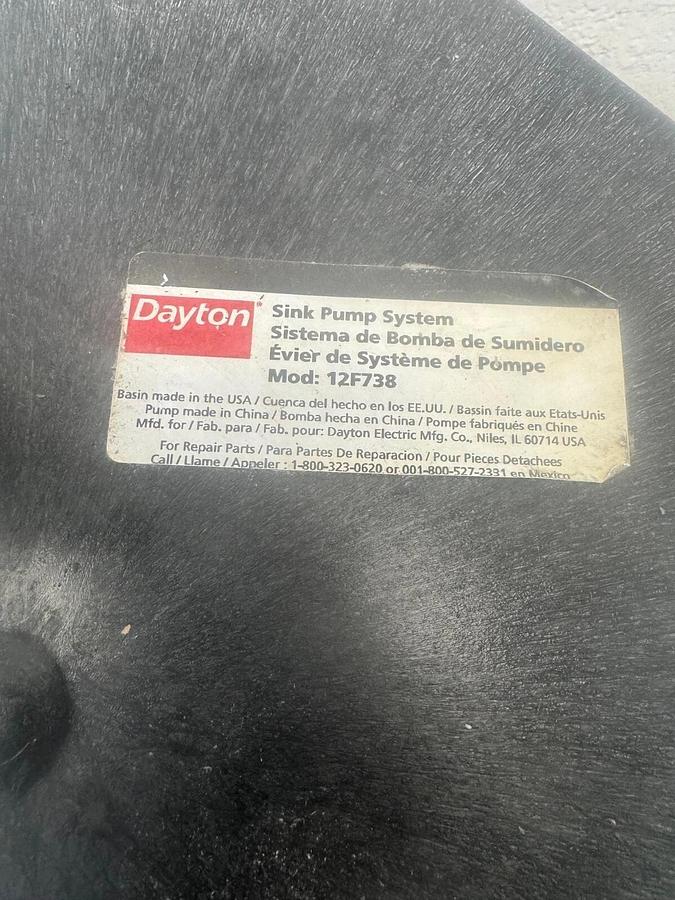 Dayton®
Sink Pump System
Sistema de Bomba de Sumidero
Évier de Système de Pompe
Mod: 12F738
Basin made in the USA / Cuenca del hecho en los EE.UU. / Bassin faite aux Etats-Unis
Pump made in China / Bomba hecha en China / Pompe fabriqués en Chine
Mfd. for / Fab. para / Fab. pour: Dayton Electric Mfg. Co., Niles, IL 60714 USA
For Repair Parts / Para Partes De Reparacion / Pour Pieces Detachees
Call / Llame / Appeler : 1-800-323-0620 or 001-800-527-2331 en Mexico